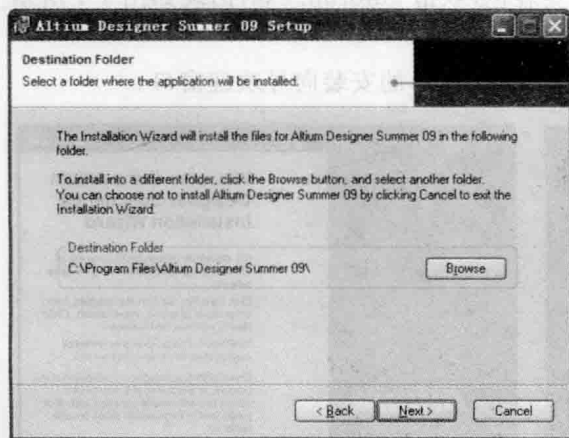 Altium Designer Summer 09 Setup
Destination Folder
Select a folder where the application will be installed.
The Installation Wizard will install the files for Altium Designer Summer 09 in the following
folder.
To install into a different folder, click the Browse button, and select another folder.
You can choose not to install Altium Designer Summer 09 by clicking Cancel to exit the
Installation Wizard.
Destination Folder
C:\Program Files\Altium Designer Summer 09\
Browse
< Back
Next >
Cancel